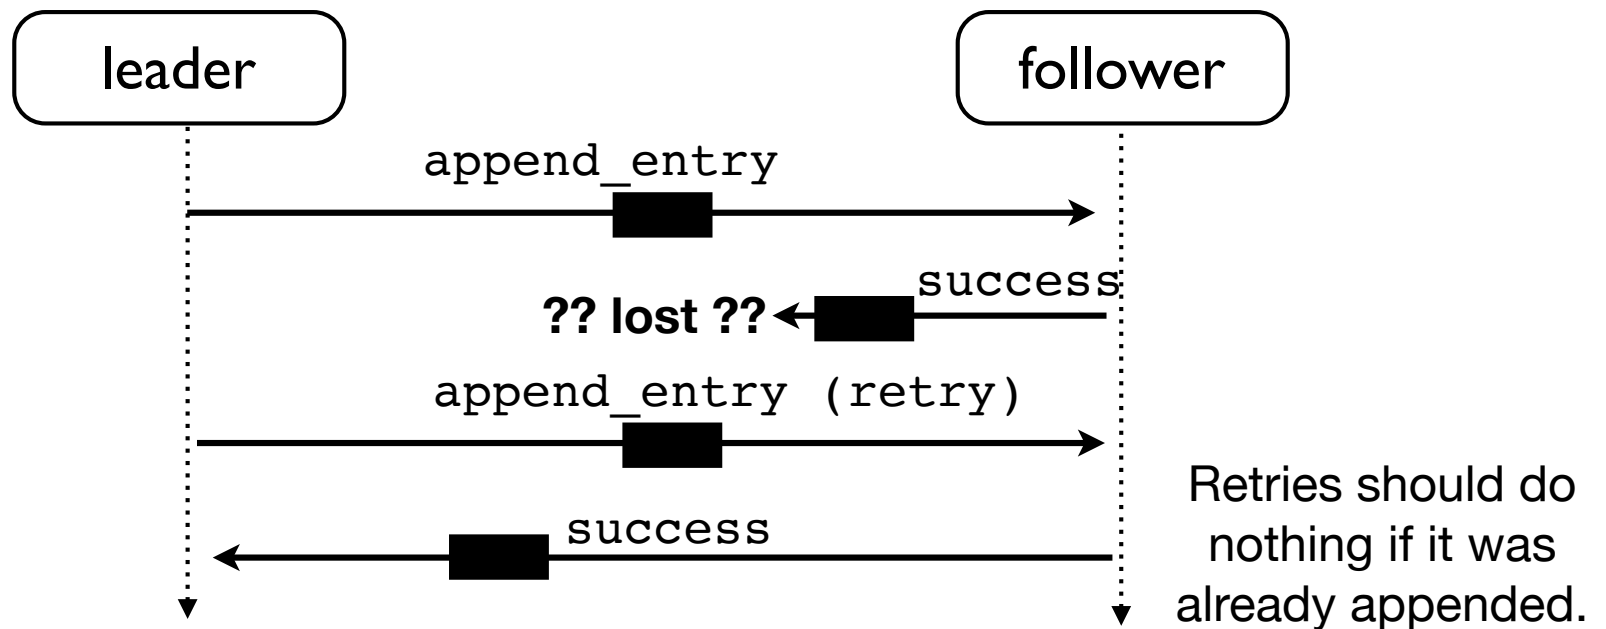 leader
follower
append_entry
success
?? lost ??
append_entry (retry)
success
Retries should do
nothing if it was
already appended.